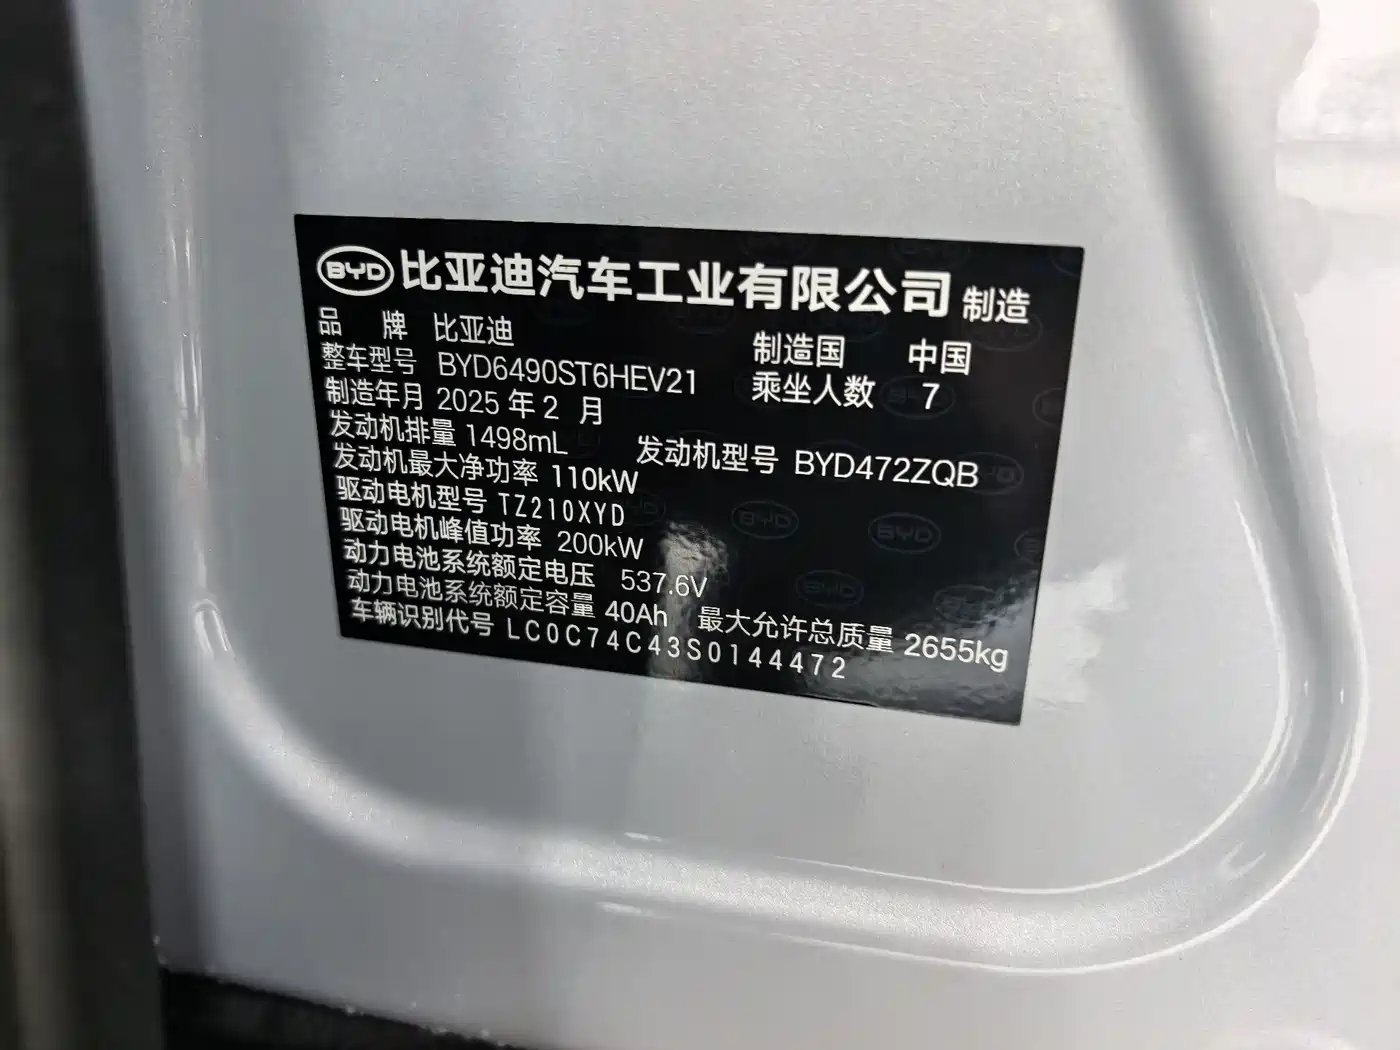 BYD 比亚迪汽车工业有限公司 制造
品 牌 比亚迪 制造国 中国
整车型号 BYD6490ST6HEV21 乘坐人数 7
制造年月 2025 年 2 月
发动机排量 1498mL 发动机型号 BYD472ZQB
发动机最大净功率 110kW
驱动电机型号 TZ210XYD
驱动电机峰值功率 200kW
动力电池系统额定电压 537.6V
动力电池系统额定容量 40Ah 最大允许总质量 2655kg
车辆识别代号 LC0C74C43S0144472